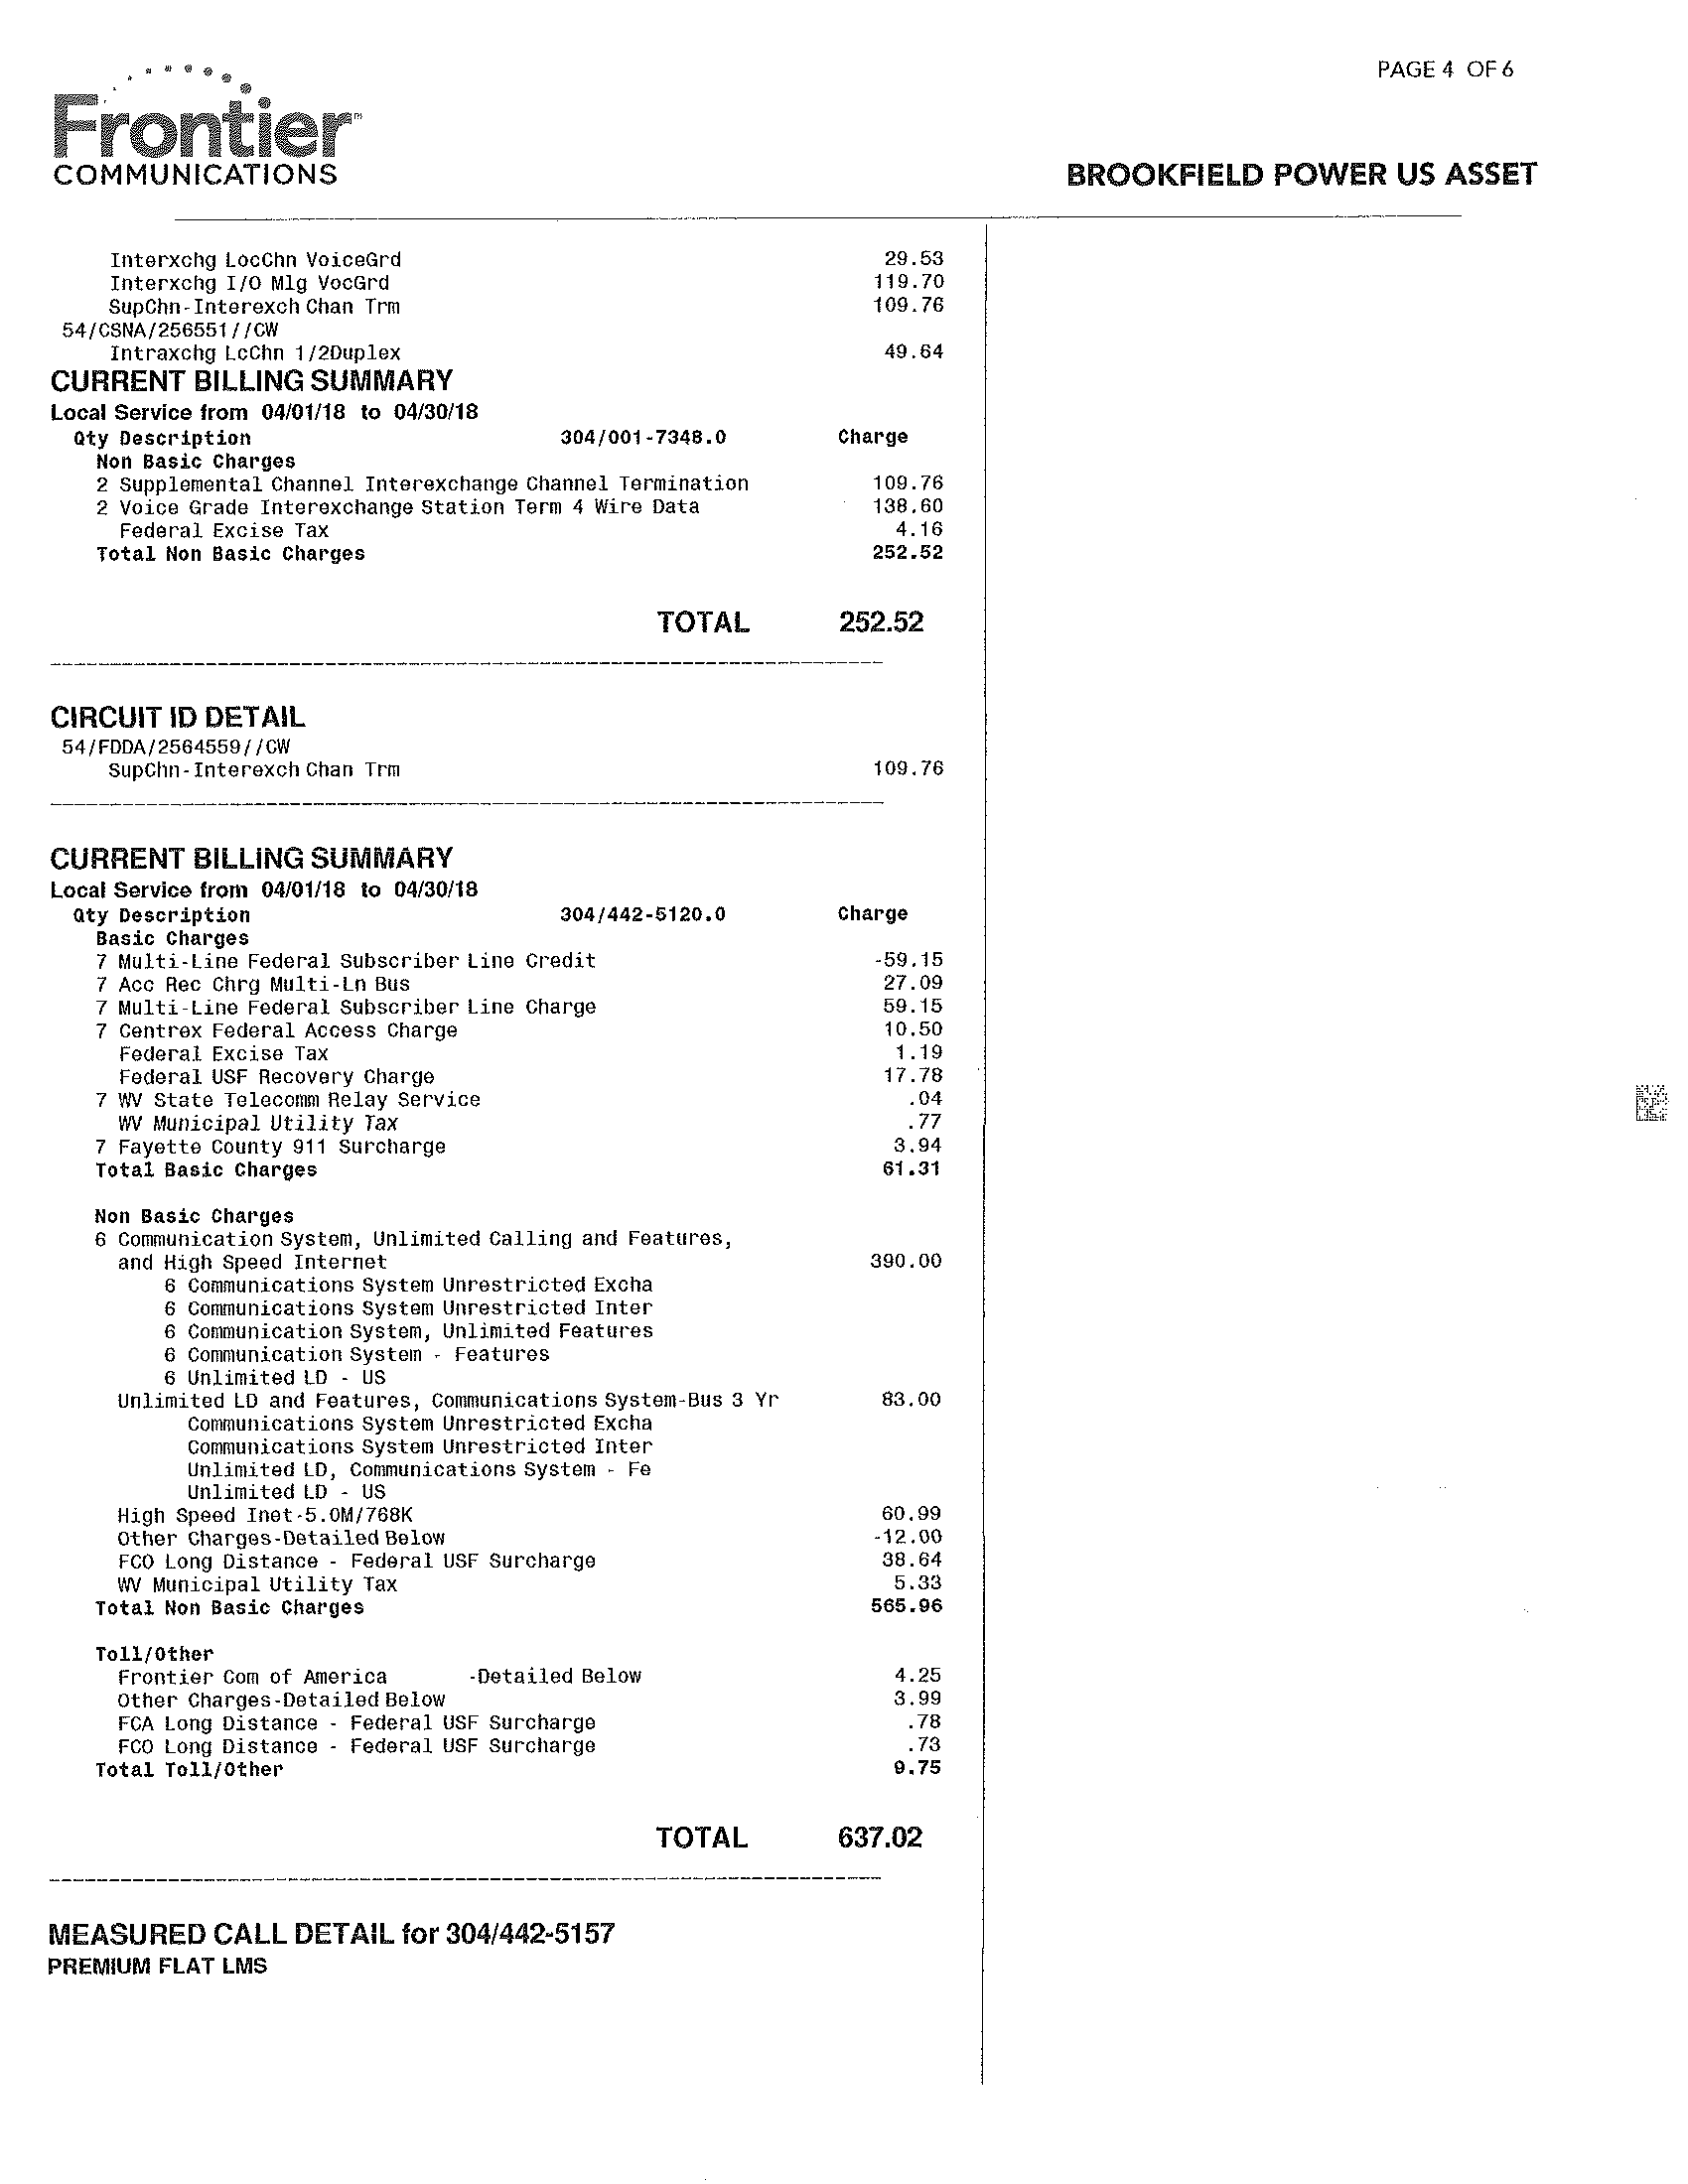 PAGE 4 OF 6
Frontier
COMMUNICATIONS
BROOKFIELD POWER US ASSET
Interxchg LocChn VoiceGrd 29.53
Interxchg I/O Mlg VocGrd 119.70
SupChn-Interexch Chan Trm 109.76
54/CSNA/256551//CW
Intraxchg LcChn 1/2Duplex 49.64
CURRENT BILLING SUMMARY
Local Service from 04/01/18 to 04/30/18
Qty Description 304/001-7348.0 Charge
Non Basic Charges
2 Supplemental Channel Interexchange Channel Termination 109.76
2 Voice Grade Interexchange Station Term 4 Wire Data 138.60
Federal Excise Tax 4.16
Total Non Basic Charges 252.52
TOTAL 252.52
CIRCUIT ID DETAIL
54/FDDA/2564559//CW
SupChn-Interexch Chan Trm 109.76
CURRENT BILLING SUMMARY
Local Service from 04/01/18 to 04/30/18
Qty Description 304/442-5120.0 Charge
Basic Charges
7 Multi-Line Federal Subscriber Line Credit -59.15
7 Acc Rec Chrg Multi-Ln Bus 27.09
7 Multi-Line Federal Subscriber Line Charge 59.15
7 Centrex Federal Access Charge 10.50
Federal Excise Tax 1.19
Federal USF Recovery Charge 17.78
7 WV State Telecomm Relay Service .04
WV Municipal Utility Tax .77
7 Fayette County 911 Surcharge 3.94
Total Basic Charges 61.31
Non Basic Charges
6 Communication System, Unlimited Calling and Features,
and High Speed Internet 390.00
6 Communications System Unrestricted Excha
6 Communications System Unrestricted Inter
6 Communication System, Unlimited Features
6 Communication System - Features
6 Unlimited LD - US
Unlimited LD and Features, Communications System-Bus 3 Yr 83.00
Communications System Unrestricted Excha
Communications System Unrestricted Inter
Unlimited LD, Communications System - Fe
Unlimited LD - US
High Speed Inet-5.0M/768K 60.99
Other Charges-Detailed Below -12.00
FCO Long Distance - Federal USF Surcharge 38.64
WV Municipal Utility Tax 5.33
Total Non Basic Charges 565.96
Toll/Other
Frontier Com of America -Detailed Below 4.25
Other Charges-Detailed Below 3.99
FCA Long Distance - Federal USF Surcharge .78
FCO Long Distance - Federal USF Surcharge .73
Total Toll/Other 9.75
TOTAL 637.02
MEASURED CALL DETAIL for 304/442-5157
PREMIUM FLAT LMS